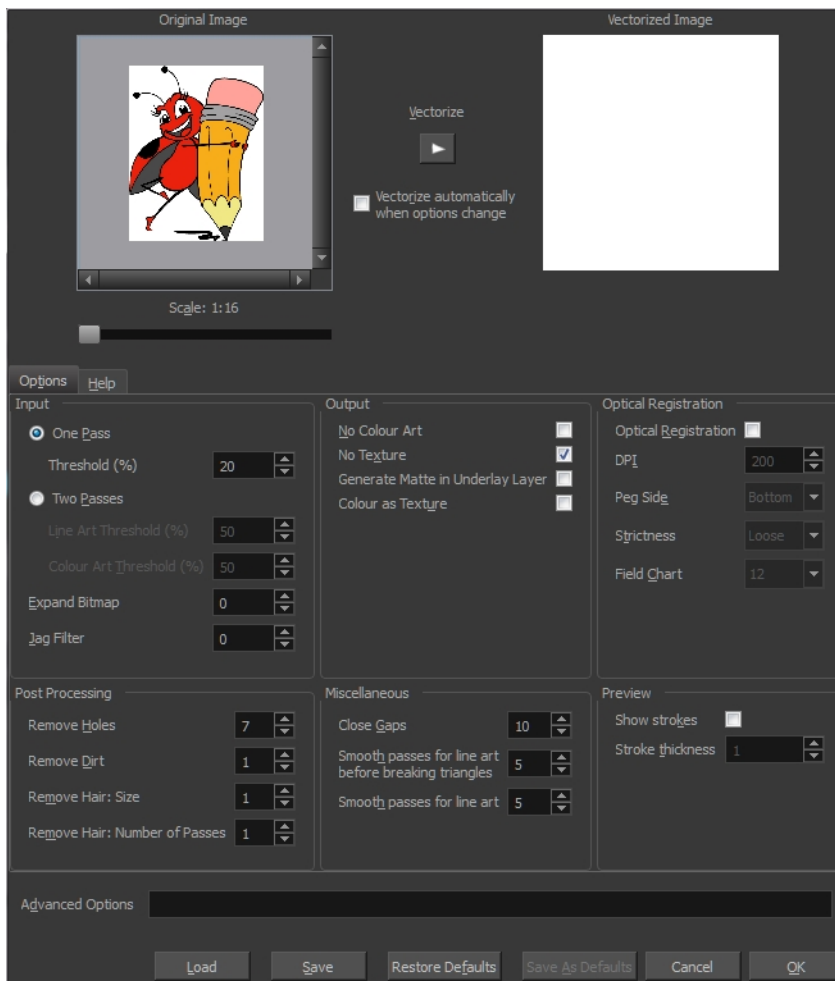 Original Image
Vectorized Image
Vectorize
Vectorize automatically
when options change
Scale: 1:16
Options
Help
Input
One Pass
Threshold (%) 20
Two Passes
Line Art Threshold (%) 50
Colour Art Threshold (%) 50
Expand Bitmap 0
Jag Filter 0
Output
No Colour Art
No Texture
Generate Matte in Underlay Layer
Colour as Texture
Optical Registration
Optical Registration
DPI 200
Peg Side Bottom
Strictness Loose
Field Chart 12
Post Processing
Remove Holes 7
Remove Dirt 1
Remove Hair: Size 1
Remove Hair: Number of Passes 1
Miscellaneous
Close Gaps 10
Smooth passes for line art
before breaking triangles 5
Smooth passes for line art 5
Preview
Show strokes
Stroke thickness 1
Advanced Options
Load Save Restore Defaults Save As Defaults Cancel OK